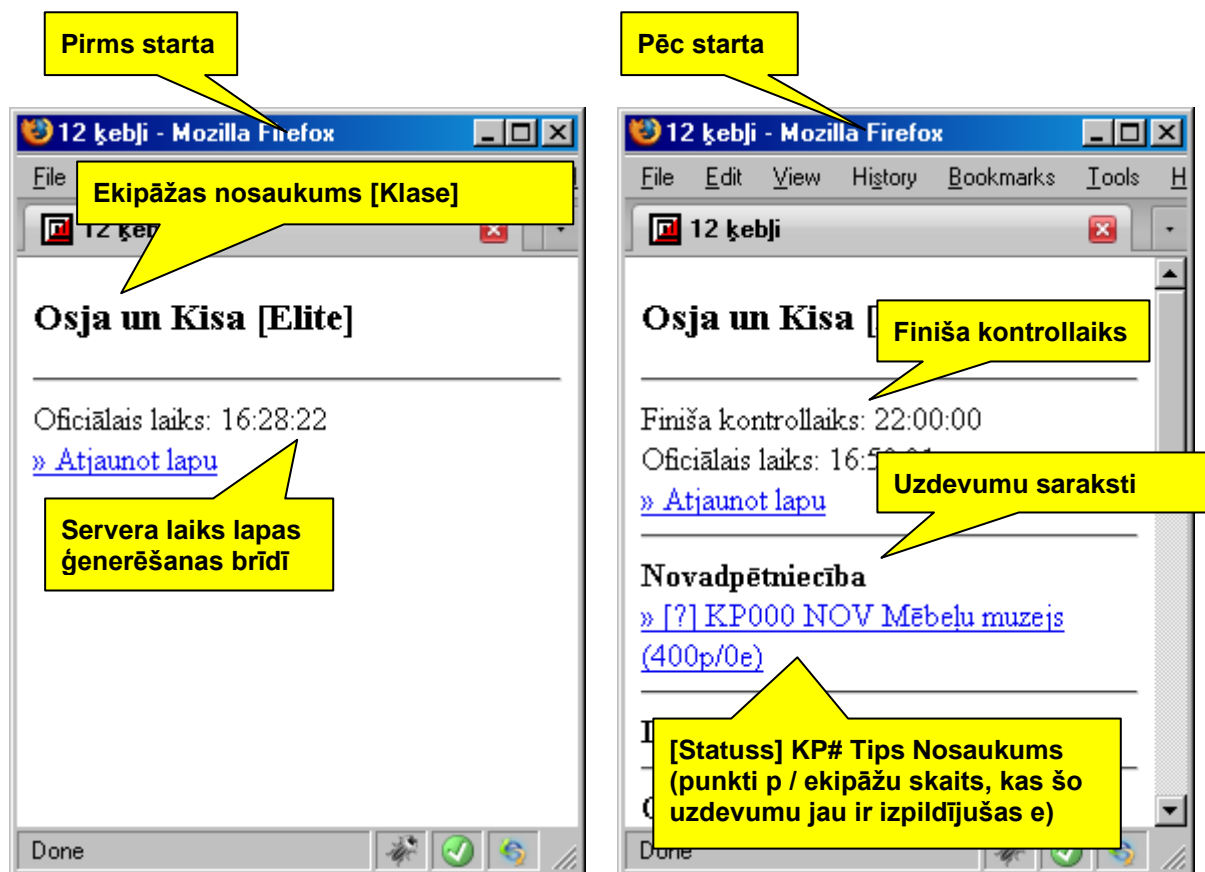 Pirms starta
Pēc starta
12 ķebļi - Mozilla Firefox
File
Ekipāžas nosaukums [Klase]
12 ķeb
Osja un Kisa [Elite]
Oficiālais laiks: 16:28:22
» Atjaunot lapu
Servera laiks lapas
ģenerēšanas brīdī
Done
12 ķebļi - Mozilla Firefox
File Edit View History Bookmarks Tools H
12 ķebļi
Osja un Kisa [
Finiša kontrollaiks
Finiša kontrollaiks: 22:00:00
Oficiālais laiks:
Uzdevumu saraksti
» Atjaunot lapu
Novadpētniecība
» [?] KP000 NOV Mēbeļu muzejs
(400p/0e)
[Statuss] KP# Tips Nosaukums
(punkti p / ekipāžu skaits, kas šo
uzdevumu jau ir izpildījušas e)
Done